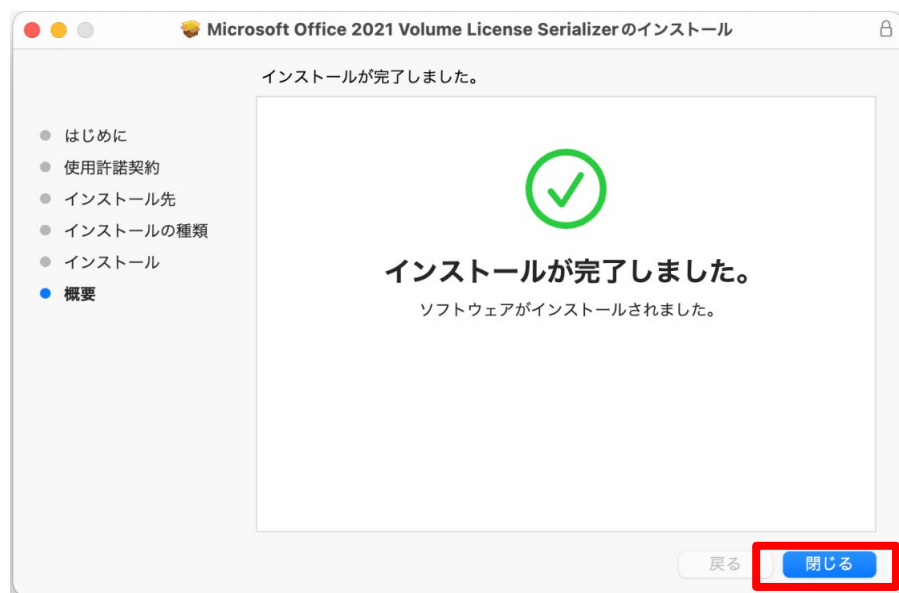 Microsoft Office 2021 Volume License Serializerのインストール
インストールが完了しました。
はじめに
使用許諾契約
インストール先
インストールの種類
インストール
概要
インストールが完了しました。
ソフトウェアがインストールされました。
戻る
閉じる